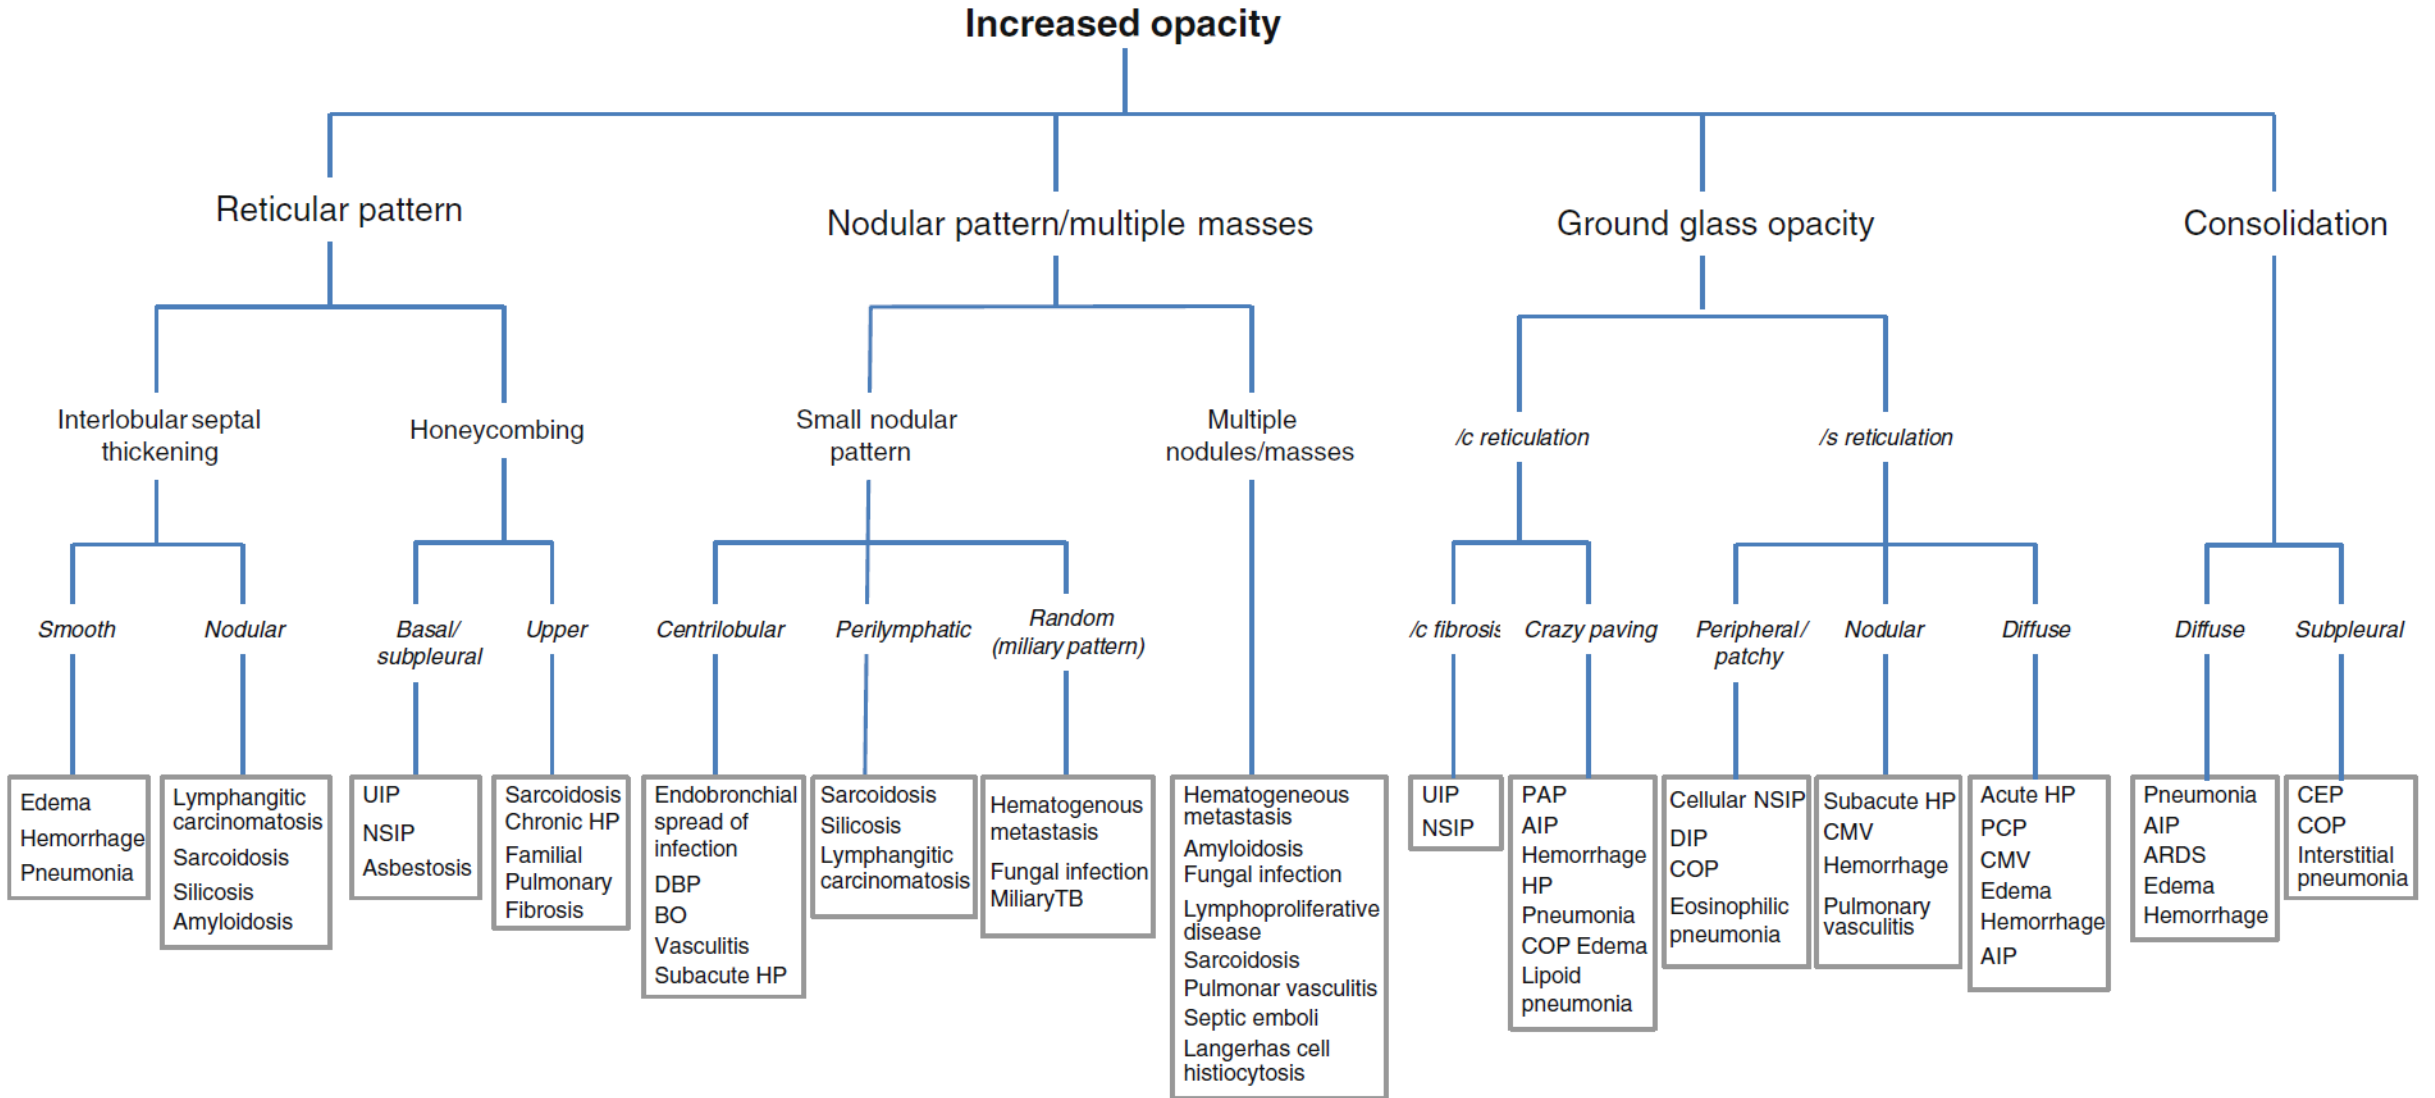 Increased opacity
Reticular pattern
Nodular pattern/multiple masses
Ground glass opacity
Consolidation
Interlobular septal
thickening
Honeycombing
Small nodular
pattern
Multiple
nodules/masses
/c reticulation
/s reticulation
Smooth
Nodular
Basal/
subpleural
Upper
Centrilobular
Perilymphatic
Random
(miliary pattern)
/c fibrosis
Crazy paving
Peripheral/
patchy
Nodular
Diffuse
Diffuse
Subpleural
Edema
Hemorrhage
Pneumonia
Lymphangitic
carcinomatosis
Sarcoidosis
Silicosis
Amyloidosis
UIP
NSIP
Asbestosis
Sarcoidosis
Chronic HP
Familial
Pulmonary
Fibrosis
Endobronchial
spread of
infection
DBP
BO
Vasculitis
Subacute HP
Sarcoidosis
Silicosis
Lymphangitic
carcinomatosis
Hematogenous
metastasis
Fungal infection
MiliaryTB
Hematogeneous
metastasis
Amyloidosis
Fungal infection
Lymphoproliferative
disease
Sarcoidosis
Pulmonar vasculitis
Septic emboli
Langerhas cell
histiocytosis
UIP
NSIP
PAP
AIP
Hemorrhage
HP
Pneumonia
COP Edema
Lipoid
pneumonia
Cellular NSIP
DIP
COP
Eosinophilic
pneumonia
Subacute HP
CMV
Hemorrhage
Pulmonary
vasculitis
Acute HP
PCP
CMV
Edema
Hemorrhage
AIP
Pneumonia
AIP
ARDS
Edema
Hemorrhage
CEP
COP
Interstitial
pneumonia